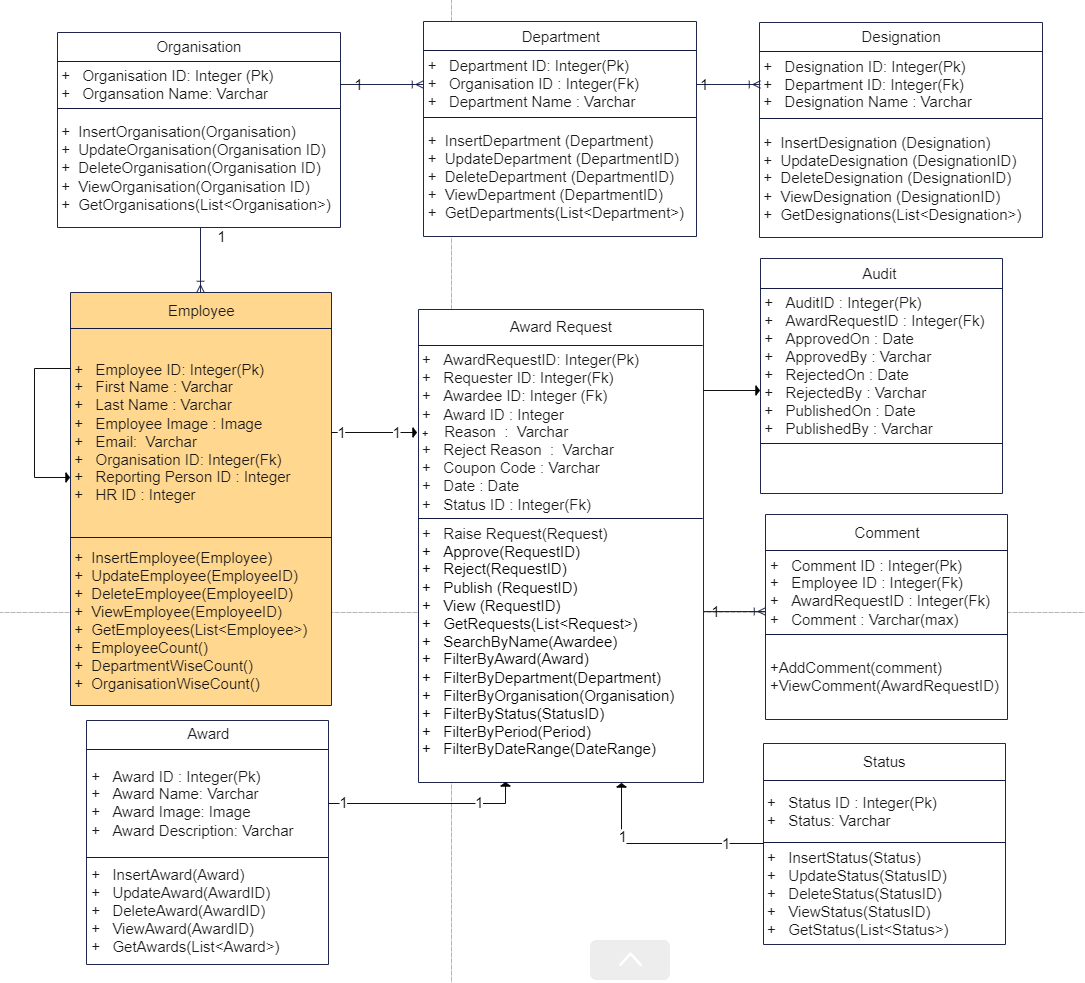 Organisation
+ Organisation ID: Integer (Pk)
+ Organsation Name: Varchar
+ InsertOrganisation(Organisation)
+ UpdateOrganisation(Organisation ID)
+ DeleteOrganisation(Organisation ID)
+ ViewOrganisation(Organisation ID)
+ GetOrganisations(List<Organisation>)
1
1
Department
+ Department ID: Integer(Pk)
+ Organisation ID : Integer(Fk)
+ Department Name : Varchar
+ InsertDepartment (Department)
+ UpdateDepartment (DepartmentID)
+ DeleteDepartment (DepartmentID)
+ ViewDepartment (DepartmentID)
+ GetDepartments(List<Department>)
1
Designation
+ Designation ID: Integer(Pk)
+ Department ID: Integer(Fk)
+ Designation Name : Varchar
+ InsertDesignation (Designation)
+ UpdateDesignation (DesignationID)
+ DeleteDesignation (DesignationID)
+ ViewDesignation (DesignationID)
+ GetDesignations(List<Designation>)
Employee
+ Employee ID: Integer(Pk)
+ First Name : Varchar
+ Last Name : Varchar
+ Employee Image : Image
+ Email: Varchar
+ Organisation ID: Integer(Fk)
+ Reporting Person ID : Integer
+ HR ID : Integer
+ InsertEmployee(Employee)
+ UpdateEmployee(EmployeeID)
+ DeleteEmployee(EmployeeID)
+ ViewEmployee(EmployeeID)
+ GetEmployees(List<Employee>)
+ EmployeeCount()
+ DepartmentWiseCount()
+ OrganisationWiseCount()
1 1
Award Request
+ AwardRequestID: Integer(Pk)
+ Requester ID: Integer(Fk)
+ Awardee ID: Integer (Fk)
+ Award ID : Integer
+ Reason : Varchar
+ Reject Reason : Varchar
+ Coupon Code : Varchar
+ Date : Date
+ Status ID : Integer(Fk)
+ Raise Request(Request)
+ Approve(RequestID)
+ Reject(RequestID)
+ Publish (RequestID)
+ View (RequestID)
+ GetRequests(List<Request>)
+ SearchByName(Awardee)
+ FilterByAward(Award)
+ FilterByDepartment(Department)
+ FilterByOrganisation(Organisation)
+ FilterByStatus(StatusID)
+ FilterByPeriod(Period)
+ FilterByDateRange(DateRange)
Audit
+ AuditID : Integer(Pk)
+ AwardRequestID : Integer(Fk)
+ ApprovedOn : Date
+ ApprovedBy : Varchar
+ RejectedOn : Date
+ RejectedBy : Varchar
+ PublishedOn : Date
+ PublishedBy : Varchar
1
Comment
+ Comment ID : Integer(Pk)
+ Employee ID : Integer(Fk)
+ AwardRequestID : Integer(Fk)
+ Comment : Varchar(max)
+AddComment(comment)
+ViewComment(AwardRequestID)
Award
+ Award ID : Integer(Pk)
+ Award Name: Varchar
+ Award Image: Image
+ Award Description: Varchar
+ InsertAward(Award)
+ UpdateAward(AwardID)
+ DeleteAward(AwardID)
+ ViewAward(AwardID)
+ GetAwards(List<Award>)
1 1
1 1
Status
+ Status ID : Integer(Pk)
+ Status: Varchar
+ InsertStatus(Status)
+ UpdateStatus(StatusID)
+ DeleteStatus(StatusID)
+ ViewStatus(StatusID)
+ GetStatus(List<Status>)